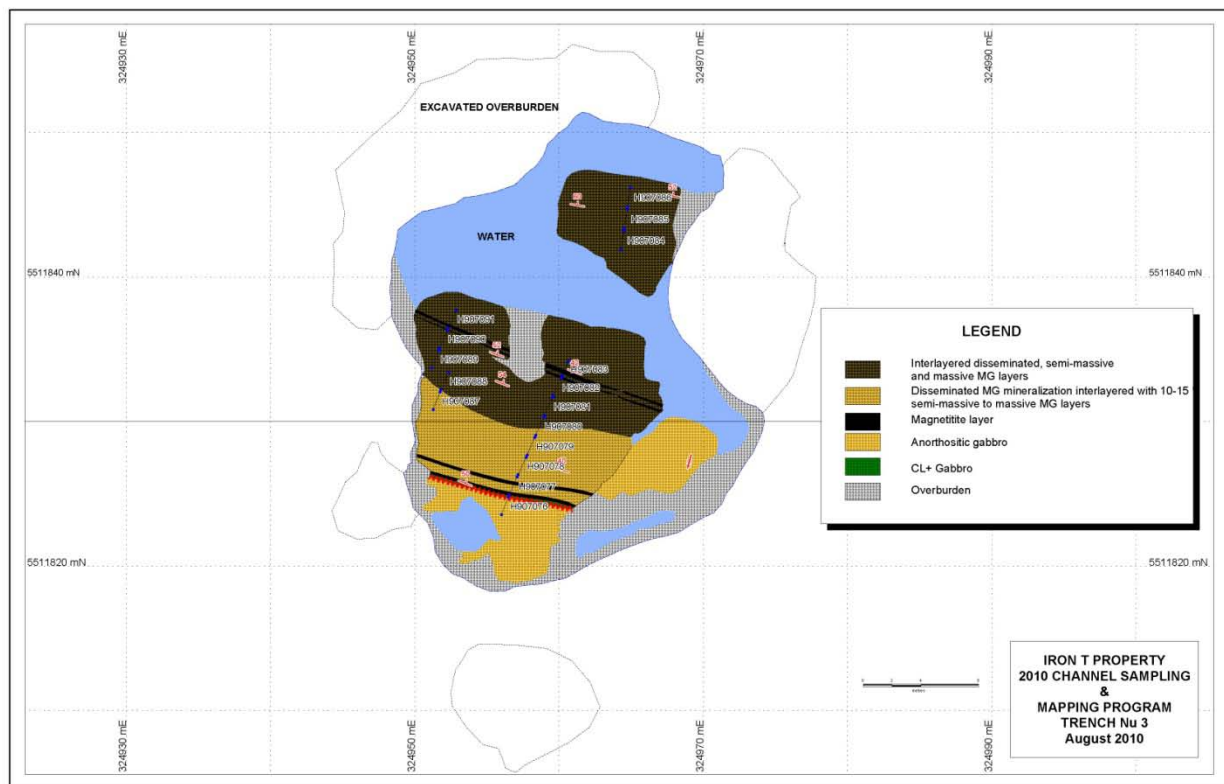 324930 mE
324950 mE
324970 mE
324990 mE
EXCAVATED OVERBURDEN
H907086
H907085
H907084
WATER
5511840 mN
5511840 mN
H907091
H907090
H907089
H907088
H907087
H907083
H907082
H907081
H907080
H907079
H907078
H907077
H907076
LEGEND
Interlayered disseminated, semi-massive
and massive MG layers
Disseminated MG mineralization interlayered with 10-15
semi-massive to massive MG layers
Magnetitite layer
Anorthositic gabbro
CL+ Gabbro
Overburden
5511820 mN
5511820 mN
IRON T PROPERTY
2010 CHANNEL SAMPLING
&
MAPPING PROGRAM
TRENCH Nu 3
August 2010
324930 mE
324950 mE
324970 mE
324990 mE